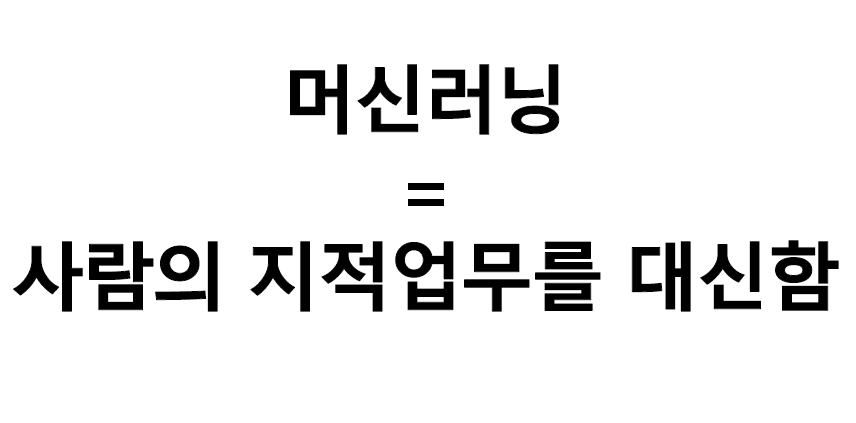 머신러닝
=
사람의 지적업무를 대신함